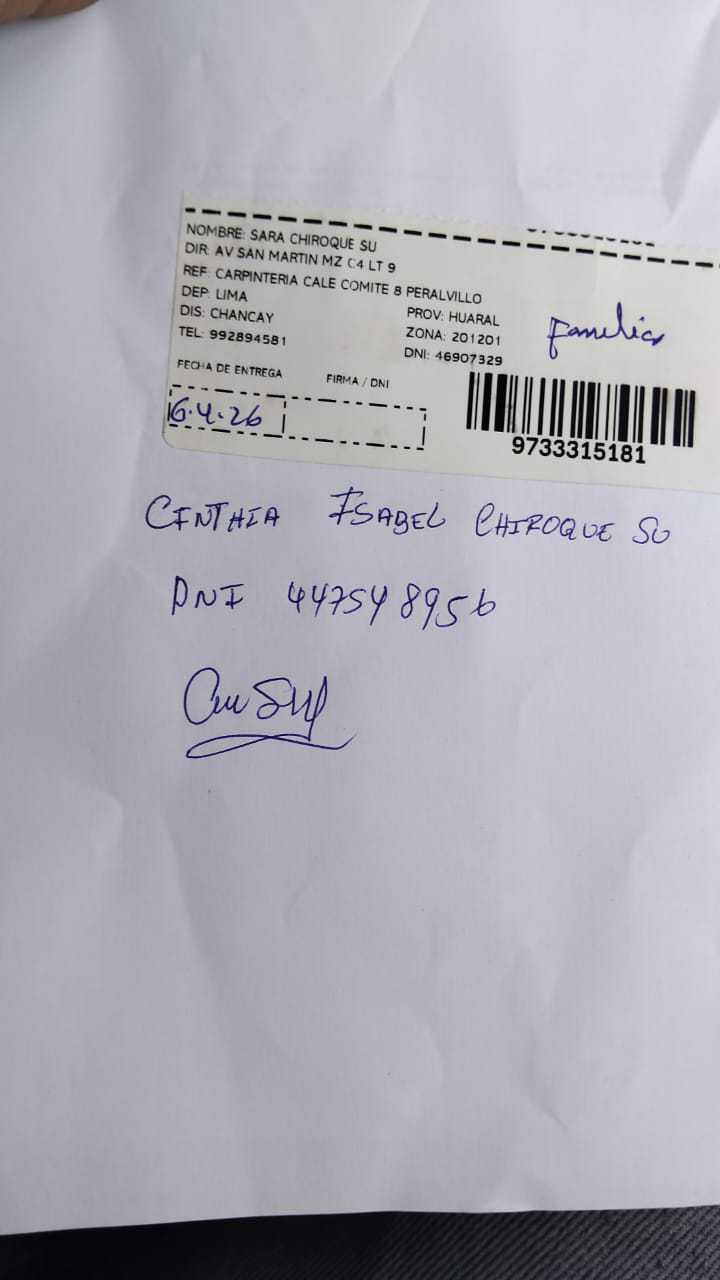 NOMBRE: SARA CHIROQUE SU
DIR: AV SAN MARTIN MZ C4 LT 9
REF: CARPINTERIA CALE COMITE 8 PERALVILLO
DEP: LIMA PROV: HUARAL
DIS: CHANCAY ZONA: 201201
TEL: 992894581 DNI: 46907329
Familia
FECHA DE ENTREGA FIRMA / DNI
6.4.26
9733315181
CINTHIA ISABEL CHIROQUE SU
DNI 447548956